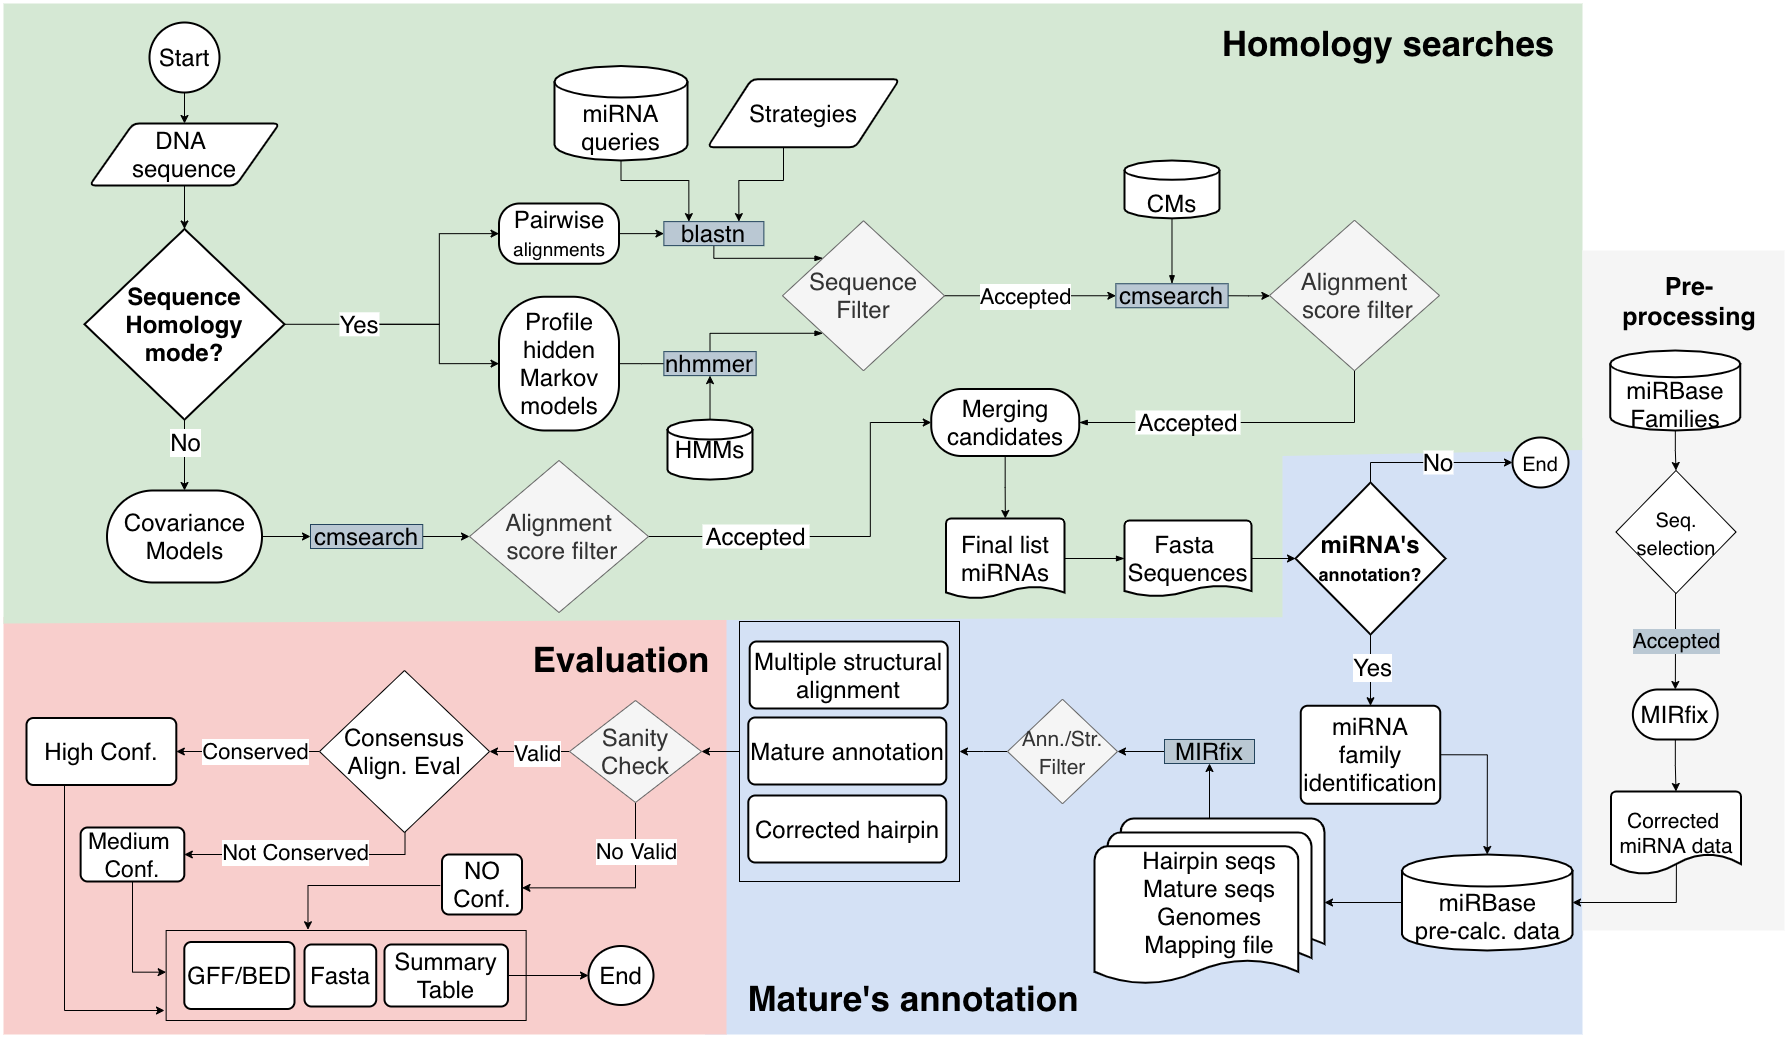 Homology searches
Start
DNA
sequence
Sequence
Homology
mode?
Yes
No
Pairwise
alignments
miRNA
queries
Strategies
blastn
Profile
hidden
Markov
models
nhmmer
HMMs
Sequence
Filter
Accepted
CMs
cmsearch
Alignment
score filter
Accepted
Merging
candidates
Covariance
Models
cmsearch
Alignment
score filter
Accepted
Final list
miRNAs
Fasta
Sequences
miRNA's
annotation?
No
End
Yes
miRNA
family
identification
Pre-
processing
miRBase
Families
Seq.
selection
Accepted
MIRfix
Corrected
miRNA data
miRBase
pre-calc. data
Hairpin seqs
Mature seqs
Genomes
Mapping file
MIRfix
Ann./Str.
Filter
Multiple structural
alignment
Mature annotation
Corrected hairpin
Mature's annotation
Evaluation
Sanity
Check
Valid
No Valid
Consensus
Align. Eval
Conserved
High Conf.
Not Conserved
Medium
Conf.
NO
Conf.
GFF/BED
Fasta
Summary
Table
End